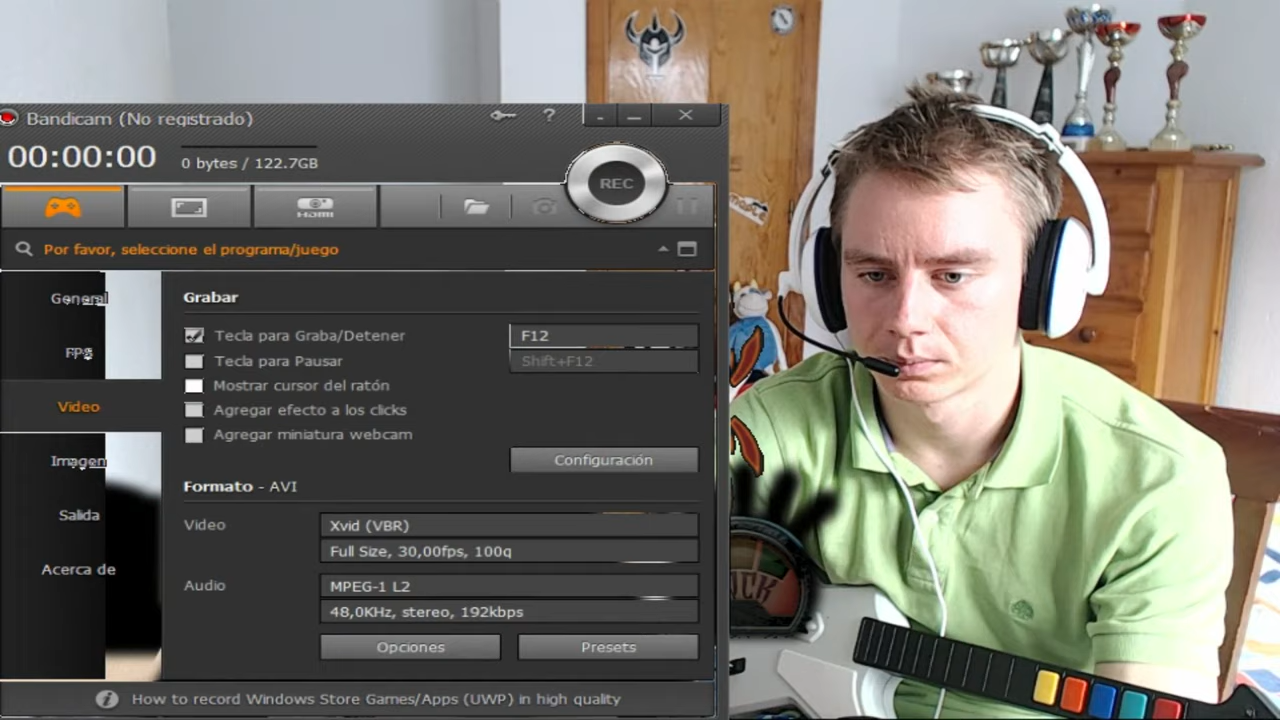 Bandicam (No registrado)
?
00:00:00
0 bytes / 122.7GB
REC
HDMI
Por favor, seleccione el programa/juego
General
FPS
Video
Imagen
Salida
Acerca de
Grabar
Tecla para Graba/Detener
F12
Tecla para Pausar
Shift+F12
Mostrar cursor del ratón
Agregar efecto a los clicks
Agregar miniatura webcam
Configuración
Formato - AVI
Video
Xvid (VBR)
Full Size, 30,00fps, 100q
Audio
MPEG-1 L2
48,0KHz, stereo, 192kbps
Opciones
Presets
How to record Windows Store Games/Apps (UWP) in high quality